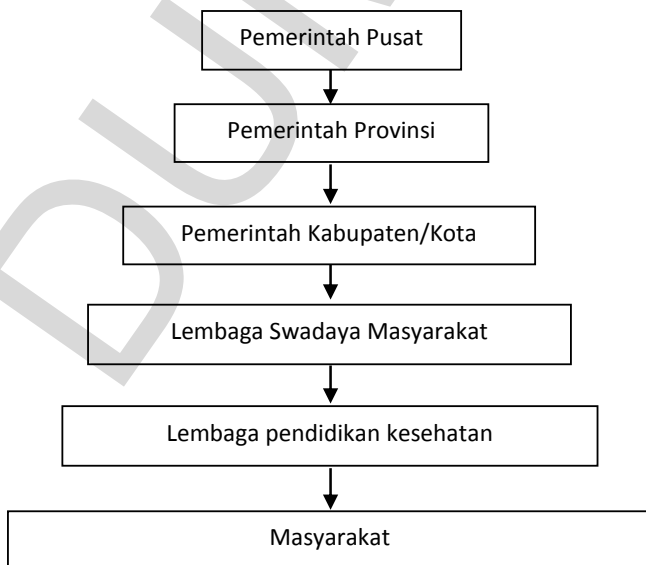 Pemerintah Pusat
Pemerintah Provinsi
Pemerintah Kabupaten/Kota
Lembaga Swadaya Masyarakat
Lembaga pendidikan kesehatan
Masyarakat